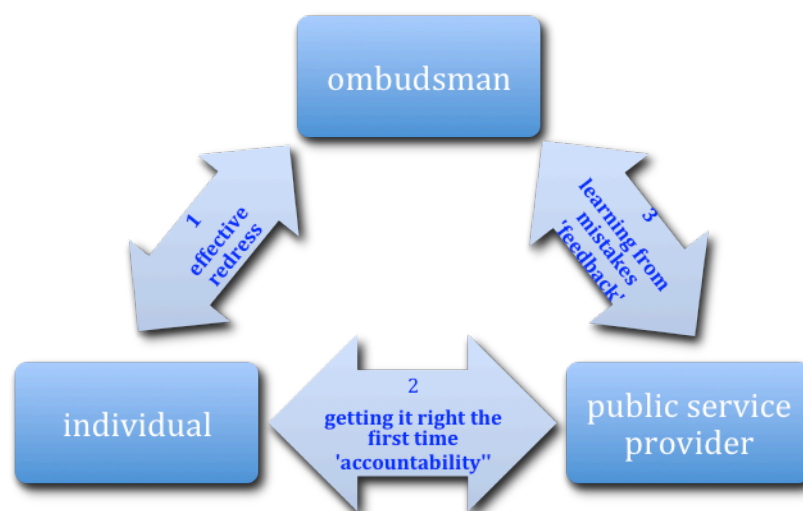 ombudsman
1
effective
redress
3
learning from
mistakes
'feedback'
individual
2
getting it right the
first time
'accountability''
public service
provider